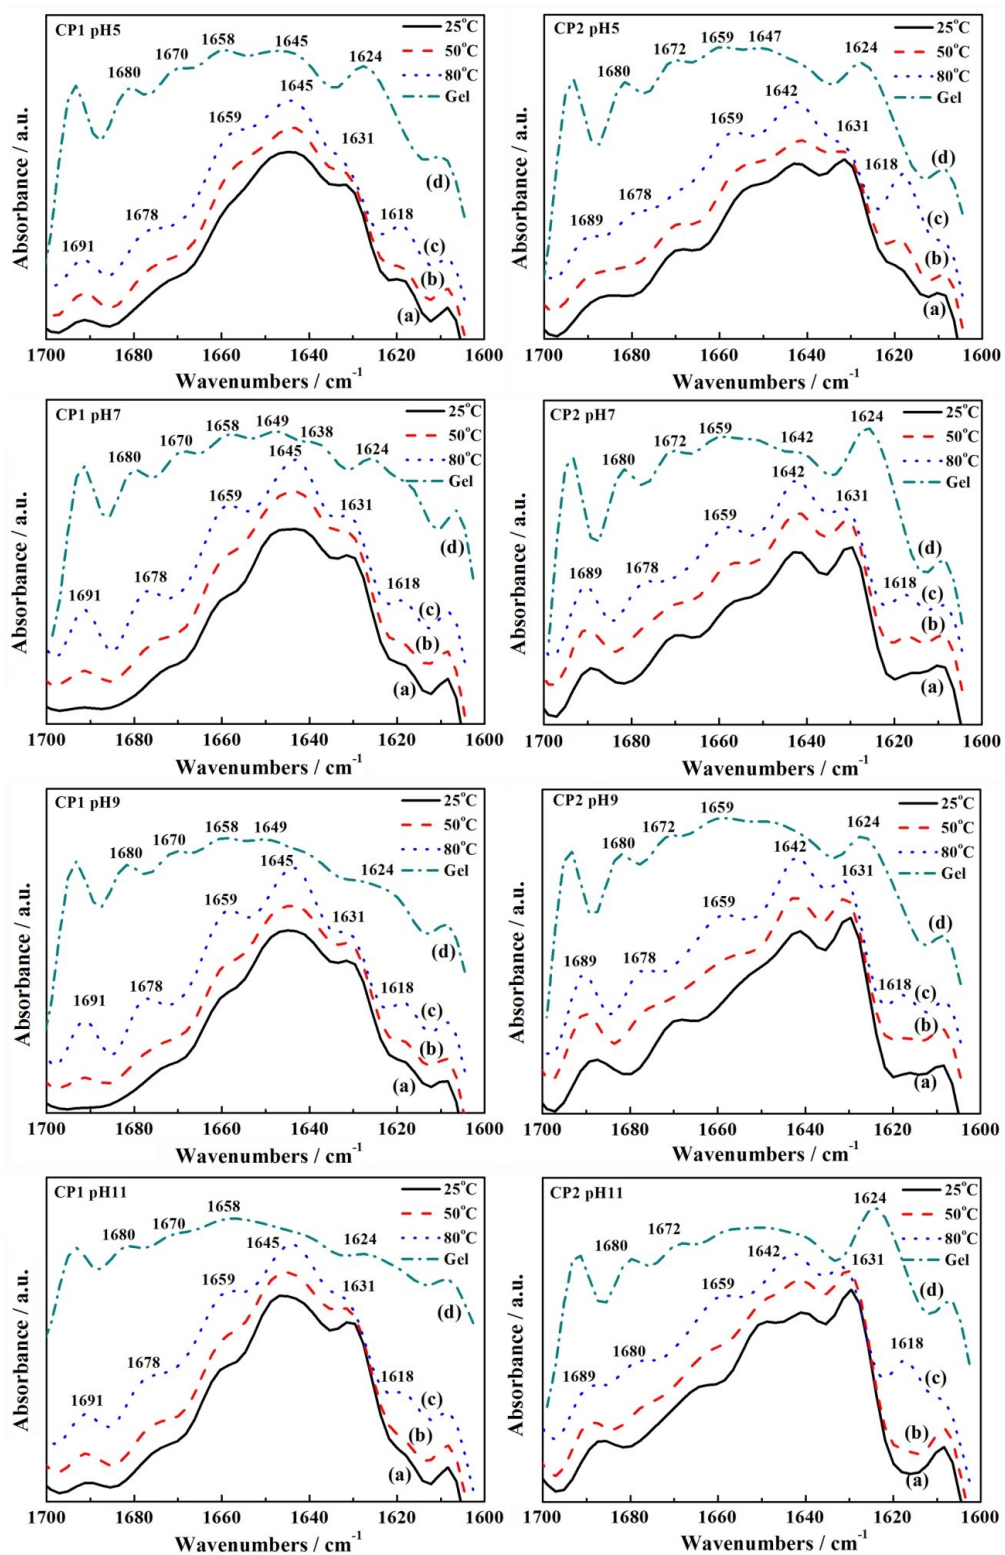 CP1 pH5
1680
1670
1658
1645
1624
25°C
50°C
80°C
Gel
1645
1659
1631
1678
1691
1618
(d)
(c)
(b)
(a)
Absorbance / a.u.
1700 1680 1660 1640 1620 1600
Wavenumbers / cm-1
CP2 pH5
1680
1672
1659
1647
1624
25°C
50°C
80°C
Gel
1642
1659
1631
1618
1678
1689
(d)
(c)
(b)
(a)
Absorbance / a.u.
1700 1680 1660 1640 1620 1600
Wavenumbers / cm-1
CP1 pH7
1680
1670
1658
1649
1638
1624
25°C
50°C
80°C
Gel
1645
1659
1631
1678
1691
1618
(d)
(c)
(b)
(a)
Absorbance / a.u.
1700 1680 1660 1640 1620 1600
Wavenumbers / cm-1
CP2 pH7
1680
1672
1659
1642
1624
25°C
50°C
80°C
Gel
1642
1659
1631
1689
1678
1618
(d)
(c)
(b)
(a)
Absorbance / a.u.
1700 1680 1660 1640 1620 1600
Wavenumbers / cm-1
CP1 pH9
1680
1670
1658
1649
1624
25°C
50°C
80°C
Gel
1645
1659
1631
1678
1691
1618
(d)
(c)
(b)
(a)
Absorbance / a.u.
1700 1680 1660 1640 1620 1600
Wavenumbers / cm-1
CP2 pH9
1680
1672
1659
1624
25°C
50°C
80°C
Gel
1642
1659
1631
1689
1678
1618
(d)
(c)
(b)
(a)
Absorbance / a.u.
1700 1680 1660 1640 1620 1600
Wavenumbers / cm-1
CP1 pH11
1680
1670
1658
1624
25°C
50°C
80°C
Gel
1645
1659
1631
1678
1691
1618
(d)
(c)
(b)
(a)
Absorbance / a.u.
1700 1680 1660 1640 1620 1600
Wavenumbers / cm-1
CP2 pH11
1680
1672
1624
25°C
50°C
80°C
Gel
1642
1659
1631
1689
1680
1618
(d)
(c)
(b)
(a)
Absorbance / a.u.
1700 1680 1660 1640 1620 1600
Wavenumbers / cm-1